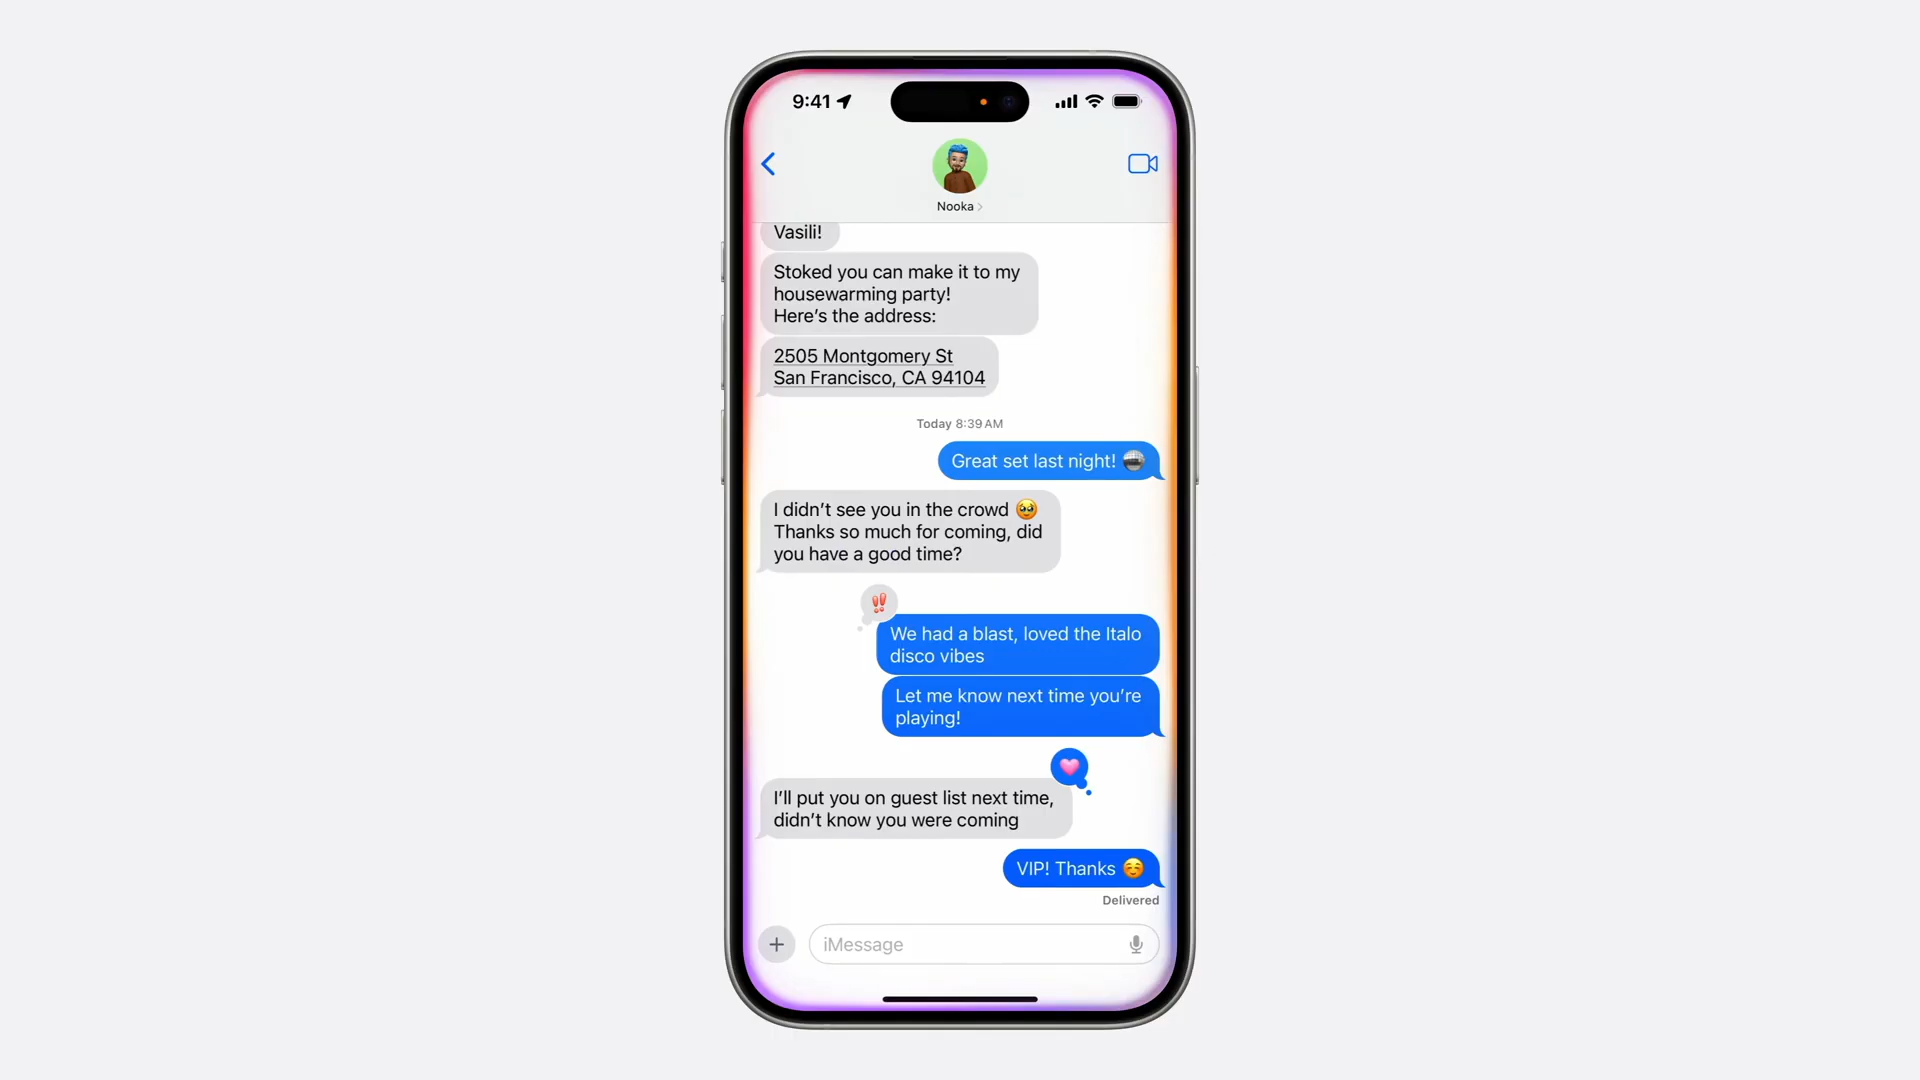 9:41
Nooka
Vasili!
Stoked you can make it to my
housewarming party!
Here’s the address:
2505 Montgomery St
San Francisco, CA 94104
Today 8:39 AM
Great set last night! 🪩
I didn’t see you in the crowd 🥹
Thanks so much for coming, did
you have a good time?
‼️
We had a blast, loved the Italo
disco vibes
Let me know next time you’re
playing!
I’ll put you on guest list next time,
didn’t know you were coming
VIP! Thanks ☺️
Delivered
iMessage